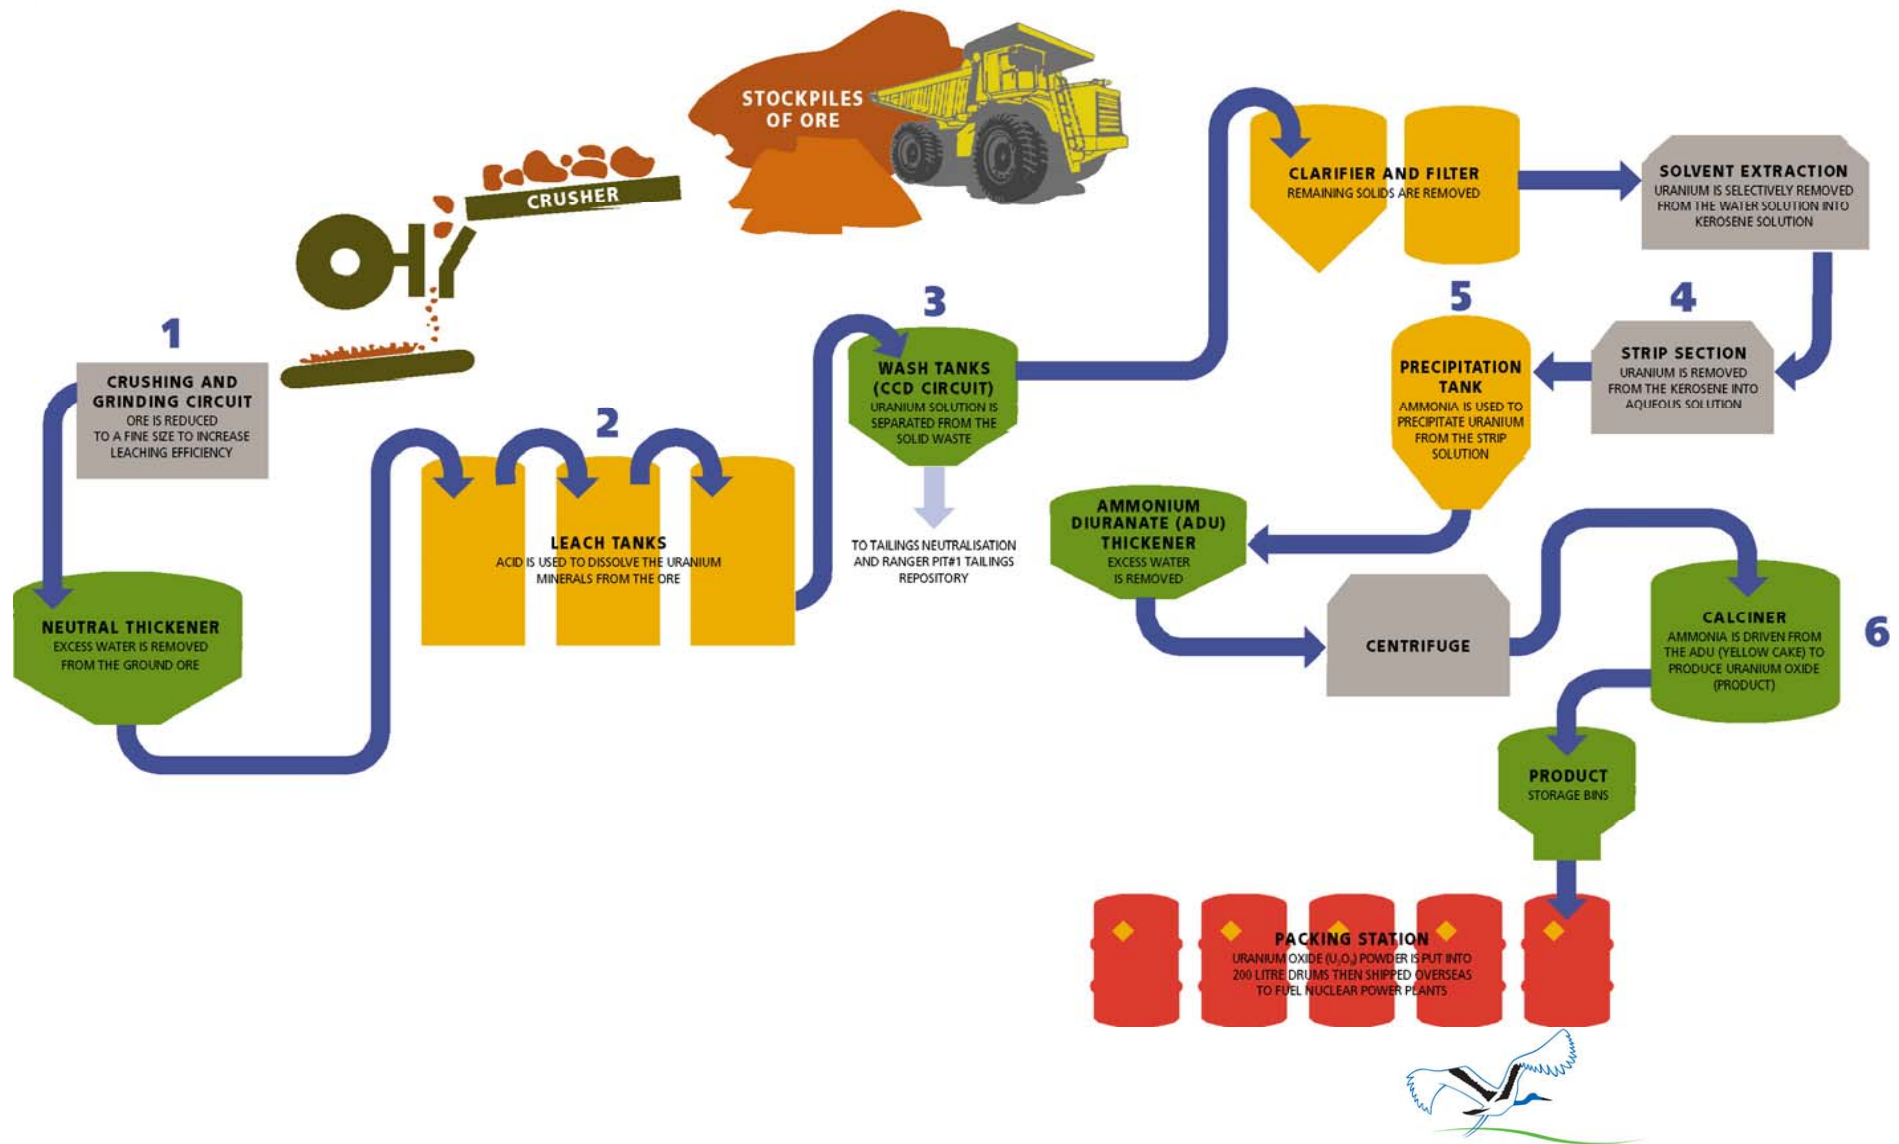 STOCKPILES
OF ORE
CRUSHER
1
CRUSHING AND
GRINDING CIRCUIT
ORE IS REDUCED
TO A FINE SIZE TO INCREASE
LEACHING EFFICIENCY
NEUTRAL THICKENER
EXCESS WATER IS REMOVED
FROM THE GROUND ORE
2
LEACH TANKS
ACID IS USED TO DISSOLVE THE URANIUM
MINERALS FROM THE ORE
3
WASH TANKS
(CCD CIRCUIT)
URANIUM SOLUTION IS
SEPARATED FROM THE
SOLID WASTE
TO TAILINGS NEUTRALISATION
AND RANGER PIT#1 TAILINGS
REPOSITORY
CLARIFIER AND FILTER
REMAINING SOLIDS ARE REMOVED
SOLVENT EXTRACTION
URANIUM IS SELECTIVELY REMOVED
FROM THE WATER SOLUTION INTO
KEROSENE SOLUTION
4
STRIP SECTION
URANIUM IS REMOVED
FROM THE KEROSENE INTO
AQUEOUS SOLUTION
5
PRECIPITATION
TANK
AMMONIA IS USED TO
PRECIPITATE URANIUM
FROM THE STRIP
SOLUTION
AMMONIUM
DIURANATE (ADU)
THICKENER
EXCESS WATER
IS REMOVED
CENTRIFUGE
6
CALCINER
AMMONIA IS DRIVEN FROM
THE ADU (YELLOW CAKE) TO
PRODUCE URANIUM OXIDE
(PRODUCT)
PRODUCT
STORAGE BINS
PACKING STATION
URANIUM OXIDE (U₃O₈) POWDER IS PUT INTO
200 LITRE DRUMS THEN SHIPPED OVERSEAS
TO FUEL NUCLEAR POWER PLANTS